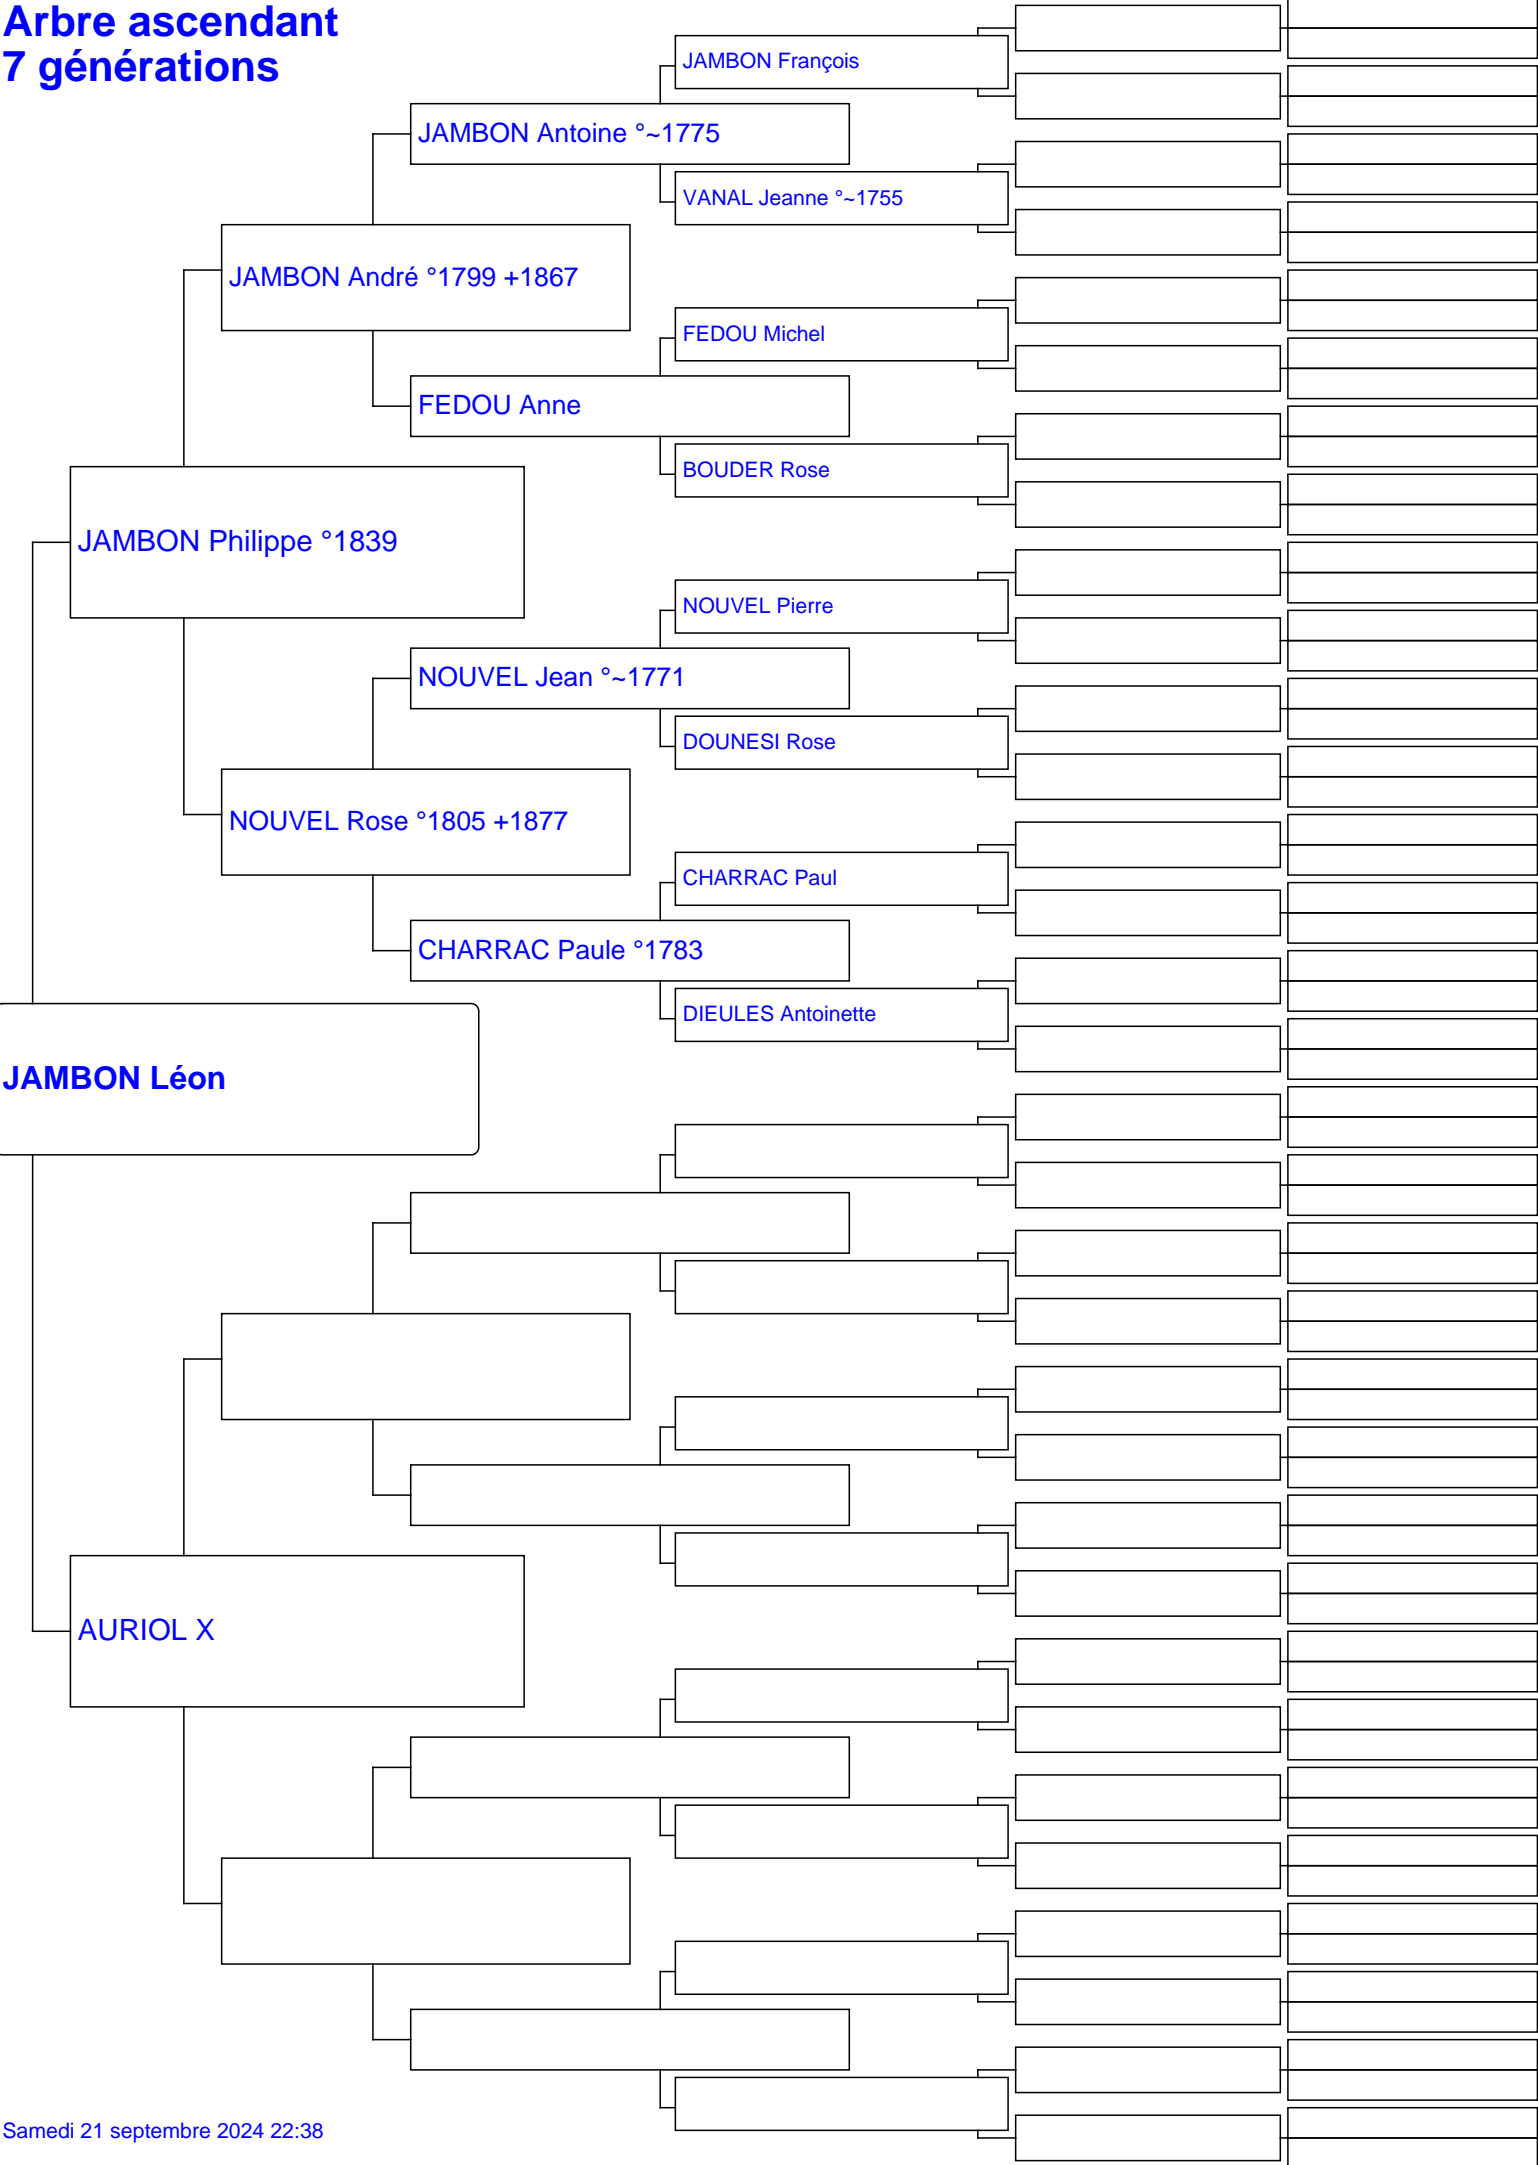 Arbre ascendant
7 générations
JAMBON François
JAMBON Antoine °~1775
VANAL Jeanne °~1755
JAMBON André °1799 +1867
FEDOU Michel
FEDOU Anne
BOUDER Rose
JAMBON Philippe °1839
NOUVEL Pierre
NOUVEL Jean °~1771
DOUNESI Rose
NOUVEL Rose °1805 +1877
CHARRAC Paul
CHARRAC Paule °1783
DIEULES Antoinette
JAMBON Léon
AURIOL X
Samedi 21 septembre 2024 22:38